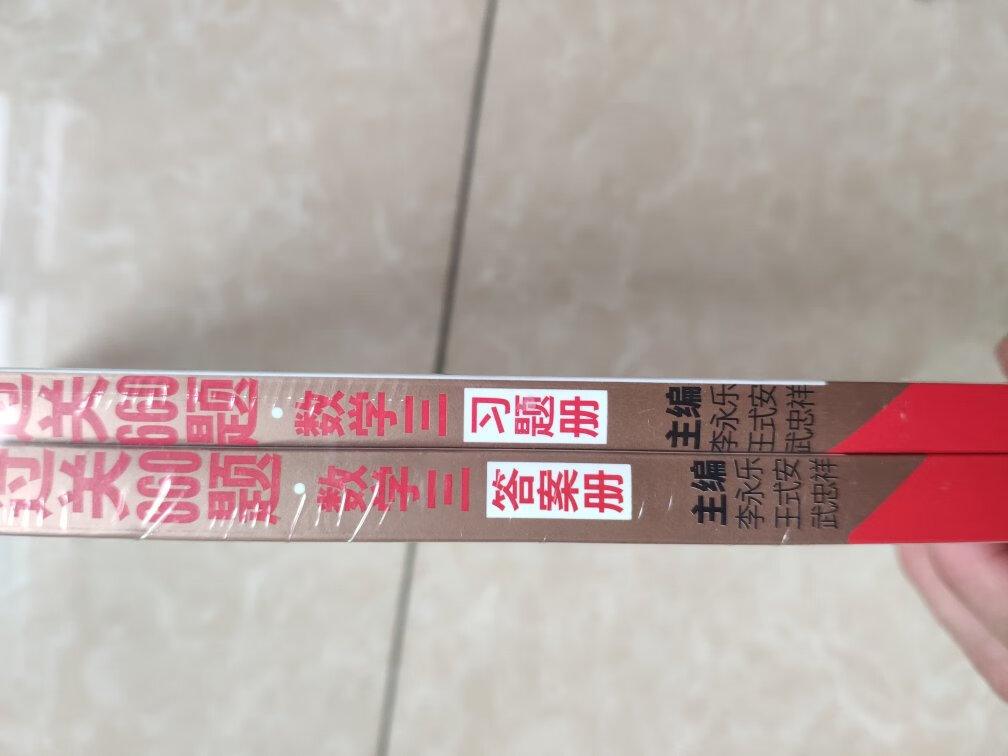 过关660题·数学三 习题册 主编 李永乐 王式安 武忠祥
过关660题·数学三 答案册 主编 李永乐 王式安 武忠祥